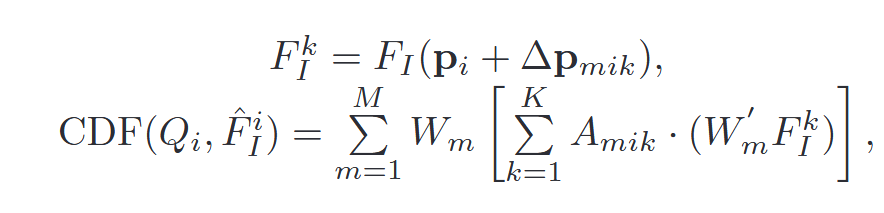 $F_I^k = F_I(\mathbf{p}_i + \Delta\mathbf{p}_{mik}),$
$\mathrm{CDF}(Q_i, \hat{F}_I^i) = \sum_{m=1}^{M} W_m \left[ \sum_{k=1}^{K} A_{mik} \cdot (W_m^{'} F_I^k) \right],$